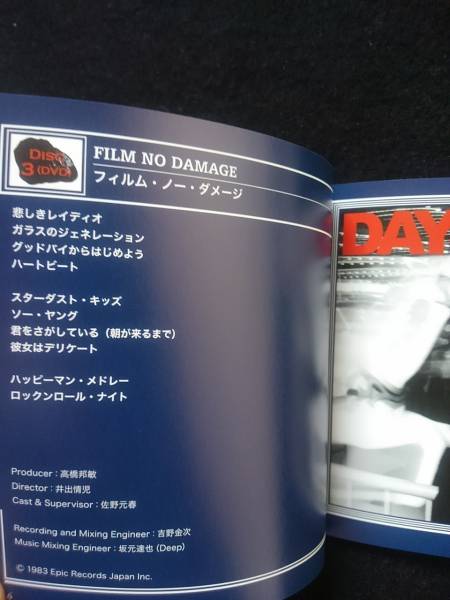 DISC
3 (DVD)
FILM NO DAMAGE
フィルム・ノー・ダメージ
悲しきレイディオ
ガラスのジェネレーション
グッドバイからはじめよう
ハートビート
スターダスト・キッズ
ソー・ヤング
君をさがしている（朝が来るまで）
彼女はデリケート
ハッピーマン・メドレー
ロックンロール・ナイト
Producer：高橋邦敏
Director：井出情児
Cast & Supervisor：佐野元春
Recording and Mixing Engineer：吉野金次
Music Mixing Engineer：坂元達也 (Deep)
© 1983 Epic Records Japan Inc.
DAY